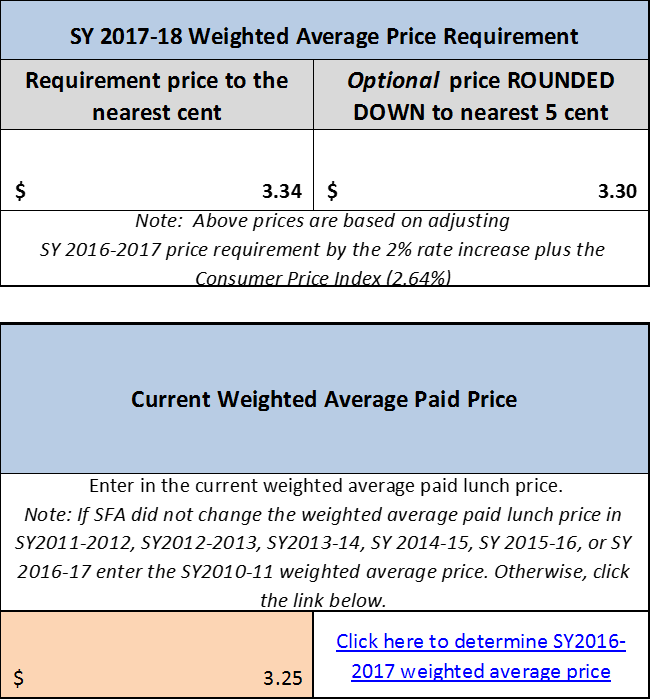 SY 2017-18 Weighted Average Price Requirement
Requirement price to the
nearest cent
Optional price ROUNDED
DOWN to nearest 5 cent
$ 3.34
$ 3.30
Note: Above prices are based on adjusting
SY 2016-2017 price requirement by the 2% rate increase plus the
Consumer Price Index (2.64%)
Current Weighted Average Paid Price
Enter in the current weighted average paid lunch price.
Note: If SFA did not change the weighted average paid lunch price in
SY2011-2012, SY2012-2013, SY2013-14, SY 2014-15, SY 2015-16, or SY
2016-17 enter the SY2010-11 weighted average price. Otherwise, click
the link below.
$ 3.25
Click here to determine SY2016-
2017 weighted average price